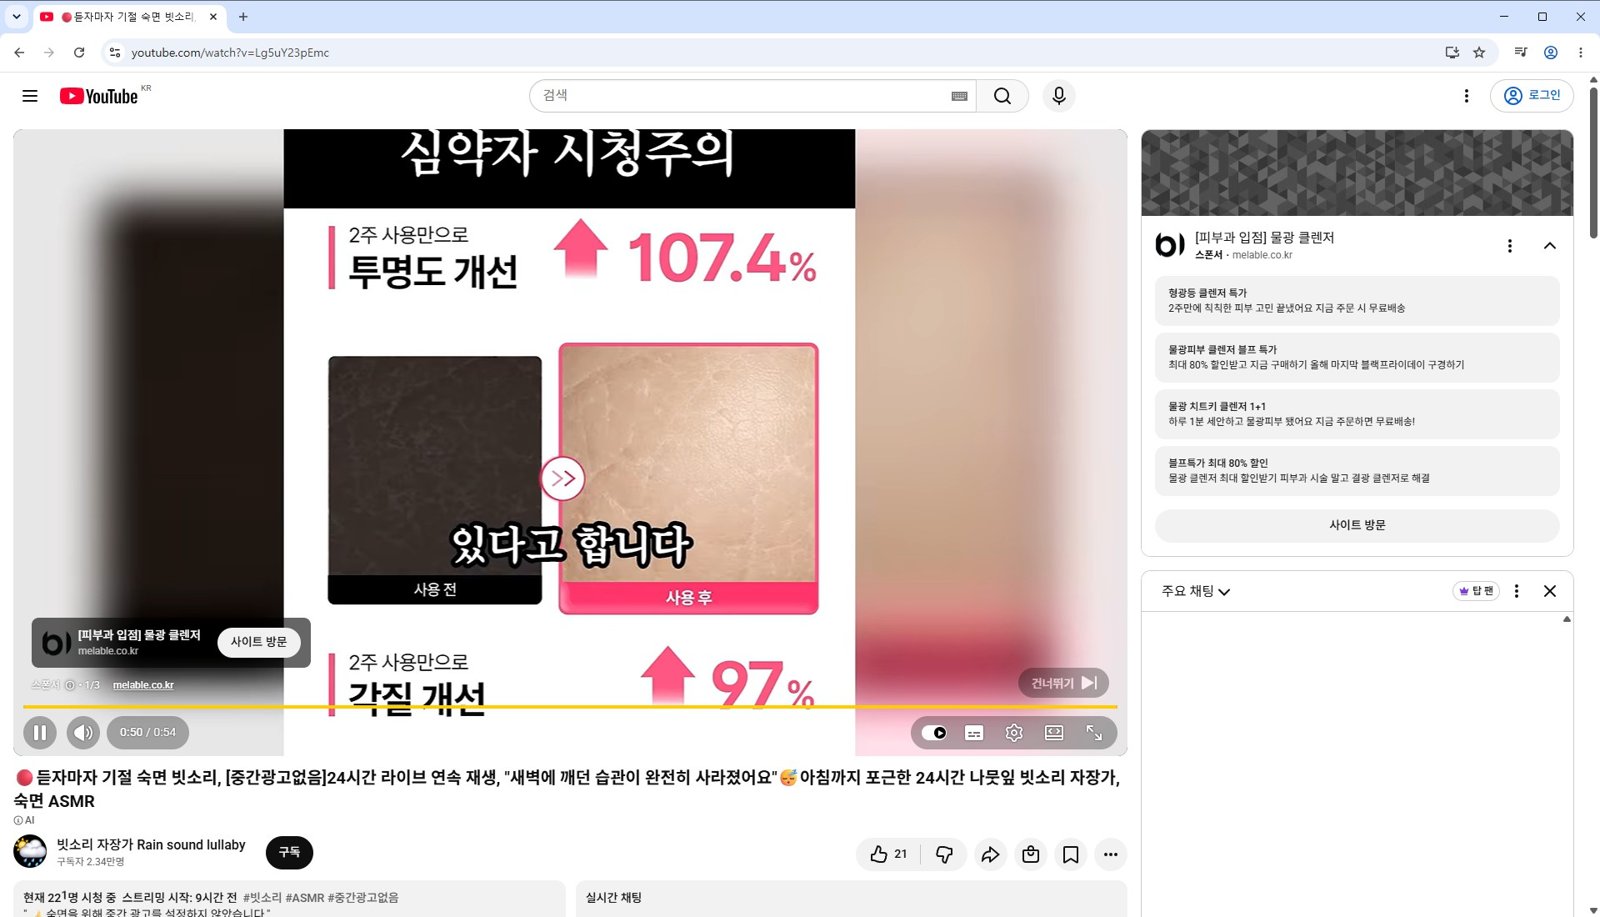 듣자마자 기절 숙면 빗소리,
youtube.com/watch?v=Lg5uY23pEmc
YouTube KR
검색
로그인
심약자 시청주의
2주 사용만으로
투명도 개선
107.4%
있다고 합니다
사용 전
사용 후
2주 사용만으로
각질 개선
97%
[피부과 입점] 물광 클렌저
melable.co.kr
사이트 방문
스폰서 · 1/3 melable.co.kr
건너뛰기
0:50 / 0:54
[피부과 입점] 물광 클렌저
스폰서 · melable.co.kr
형광등 클렌저 특가
2주만에 칙칙한 피부 고민 끝냈어요 지금 주문 시 무료배송
물광피부 클렌저 블프 특가
최대 80% 할인받고 지금 구매하기 올해 마지막 블랙프라이데이 구경하기
물광 치트키 클렌저 1+1
하루 1분 세안하고 물광피부 됐어요 지금 주문하면 무료배송!
블프특가 최대 80% 할인
물광 클렌저 최대 할인받기 피부과 시술 말고 결광 클렌저로 해결
사이트 방문
주요 채팅
탑 팬
듣자마자 기절 숙면 빗소리, [중간광고없음]24시간 라이브 연속 재생, "새벽에 깨던 습관이 완전히 사라졌어요"😴아침까지 포근한 24시간 나뭇잎 빗소리 자장가,
숙면 ASMR
AI
빗소리 자장가 Rain sound lullaby
구독자 2.34만명
구독
21
현재 221명 시청 중 스트리밍 시작: 9시간 전 #빗소리 #ASMR #중간광고없음
" 숙면을 위해 중간 광고를 설정하지 않았습니다."
실시간 채팅